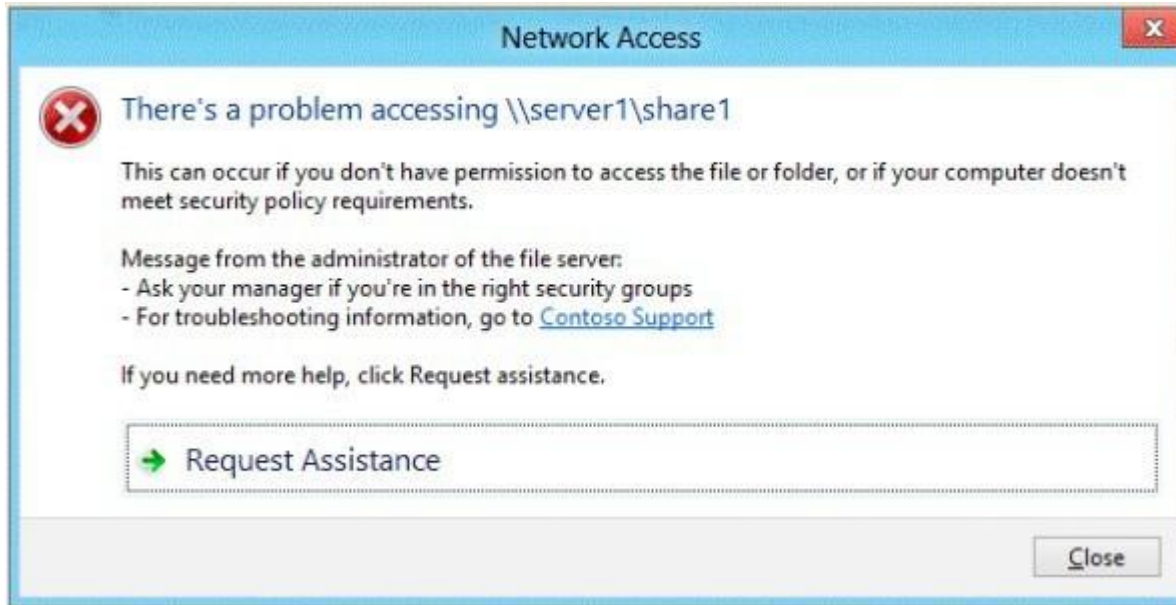 Network Access
There's a problem accessing \\server1\share1
This can occur if you don't have permission to access the file or folder, or if your computer doesn't
meet security policy requirements.
Message from the administrator of the file server:
- Ask your manager if you're in the right security groups
- For troubleshooting information, go to Contoso Support
If you need more help, click Request assistance.
Request Assistance
Close